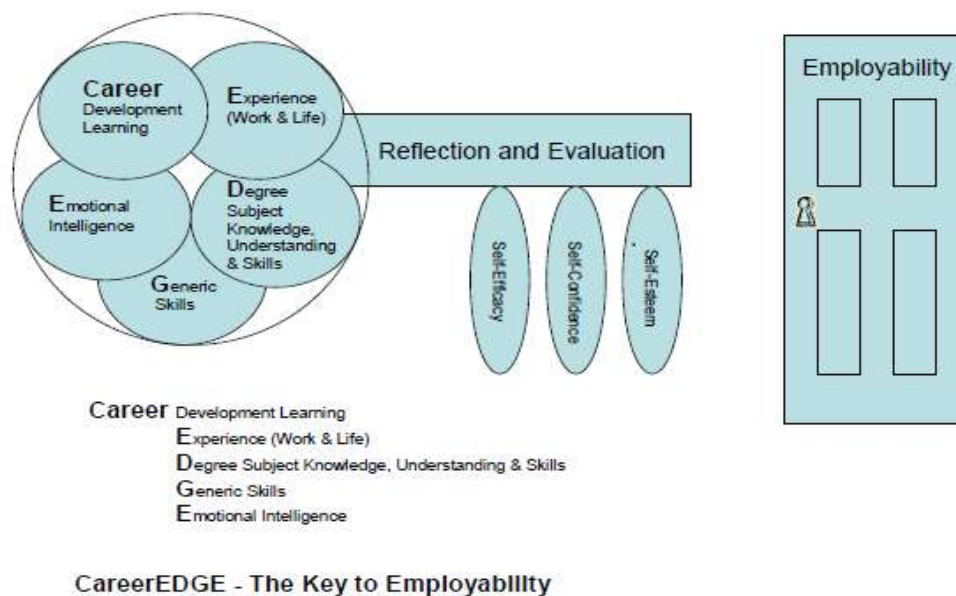 Career
Development
Learning
Experience
(Work & Life)
Reflection and Evaluation
Employability
Emotional
Intelligence
Degree
Subject
Knowledge,
Understanding
& Skills
Generic
Skills
Self-Efficacy
Self-Confidence
Self-Esteem
Career Development Learning
Experience (Work & Life)
Degree Subject Knowledge, Understanding & Skills
Generic Skills
Emotional Intelligence
CareerEDGE - The Key to Employability